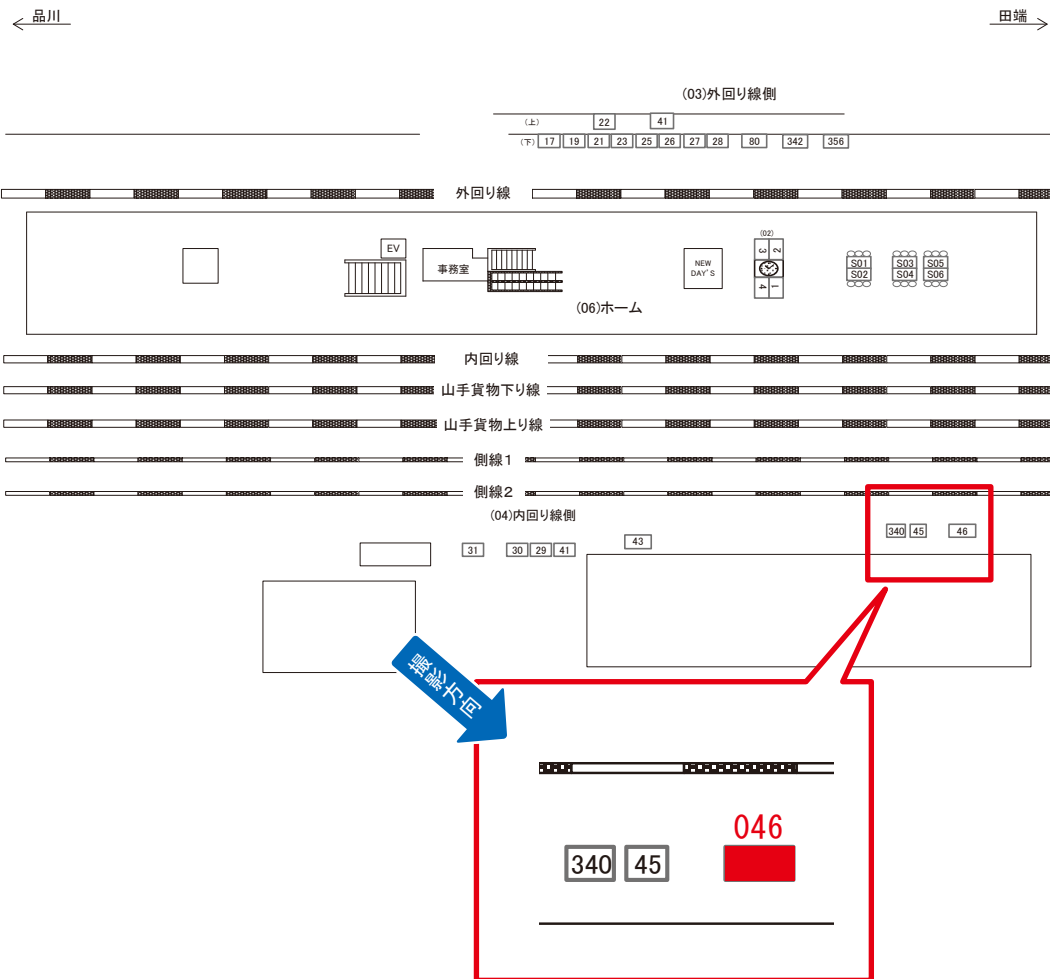 品川
田端
(03)外回り線側
(上) 22 41
(下) 17 19 21 23 25 26 27 28 80 342 356
外回り線
EV
事務室
NEW
DAY'S
(02)
3 2
4 1
S01 S03 S05
S02 S04 S06
(06)ホーム
内回り線
山手貨物下り線
山手貨物上り線
側線1
側線2
(04)内回り線側
340 45 46
31 30 29 41 43
撮影方向
046
340 45